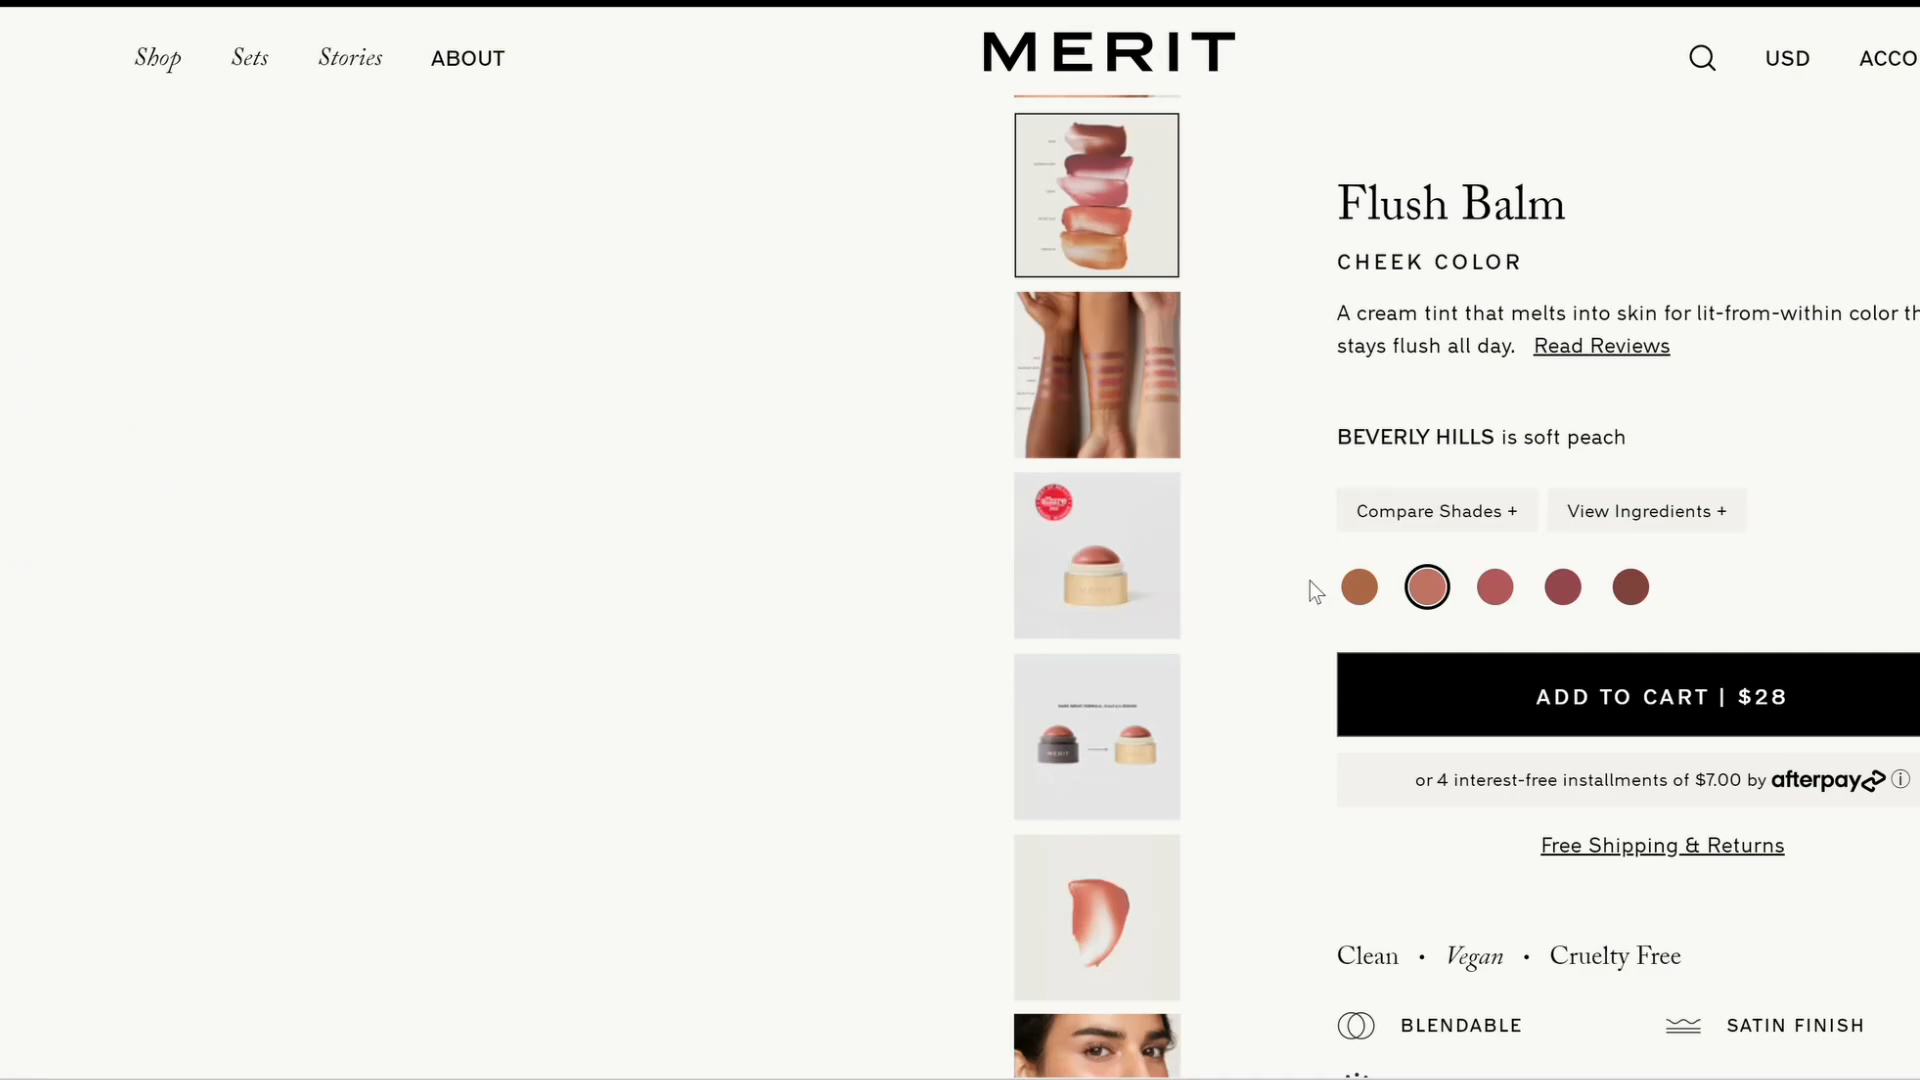 Shop Sets Stories ABOUT
MERIT
USD ACCO
Flush Balm
CHEEK COLOR
A cream tint that melts into skin for lit-from-within color th
stays flush all day. Read Reviews
BEVERLY HILLS is soft peach
Compare Shades + View Ingredients +
ADD TO CART | $28
or 4 interest-free installments of $7.00 by afterpay
Free Shipping & Returns
Clean • Vegan • Cruelty Free
BLENDABLE SATIN FINISH
MERIT